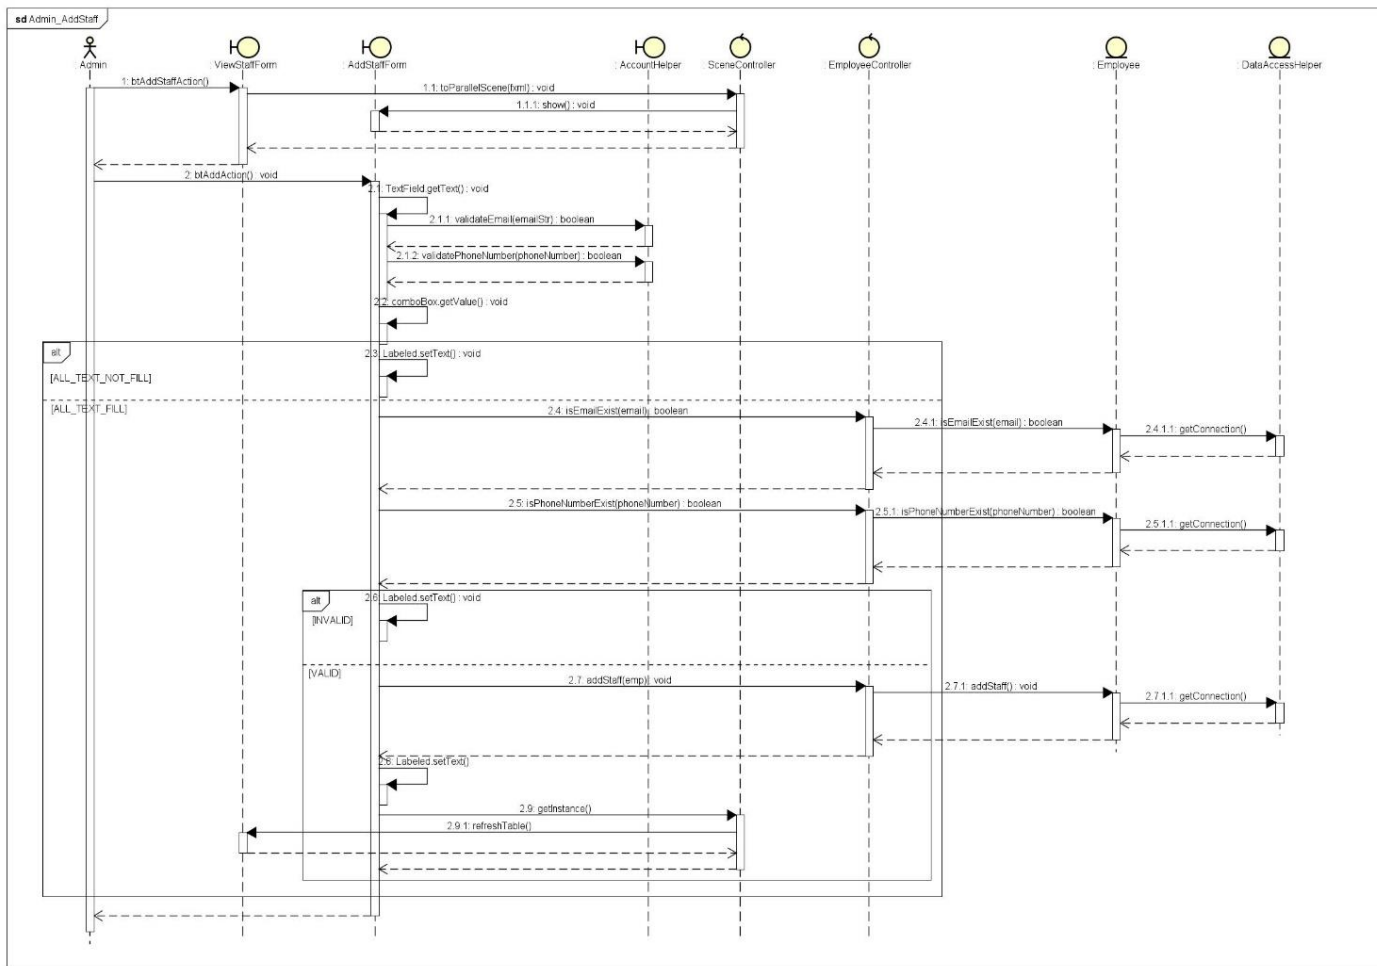 sd Admin_AddStaff
: Admin
: ViewStaffForm
: AddStaffForm
: AccountHelper
: SceneController
: EmployeeController
: Employee
: DataAccessHelper
1: btAddStaffAction()
1.1: toParallelScene(fxml) : void
1.1.1: show() : void
2: btAddAction() : void
2.1: TextField.getText() : void
2.1.1: validateEmail(emailStr) : boolean
2.1.2: validatePhoneNumber(phoneNumber) : boolean
2.2: comboBox.getValue() : void
alt
2.3: Labeled.setText() : void
[ALL_TEXT_NOT_FILL]
[ALL_TEXT_FILL]
2.4: isEmailExist(email) : boolean
2.4.1: isEmailExist(email) : boolean
2.4.1.1: getConnection()
2.5: isPhoneNumberExist(phoneNumber) : boolean
2.5.1: isPhoneNumberExist(phoneNumber) : boolean
2.5.1.1: getConnection()
alt
2.6: Labeled.setText() : void
[INVALID]
[VALID]
2.7: addStaff(emp) : void
2.7.1: addStaff() : void
2.7.1.1: getConnection()
2.8: Labeled.setText()
2.9: getInstance()
2.9.1: refreshTable()